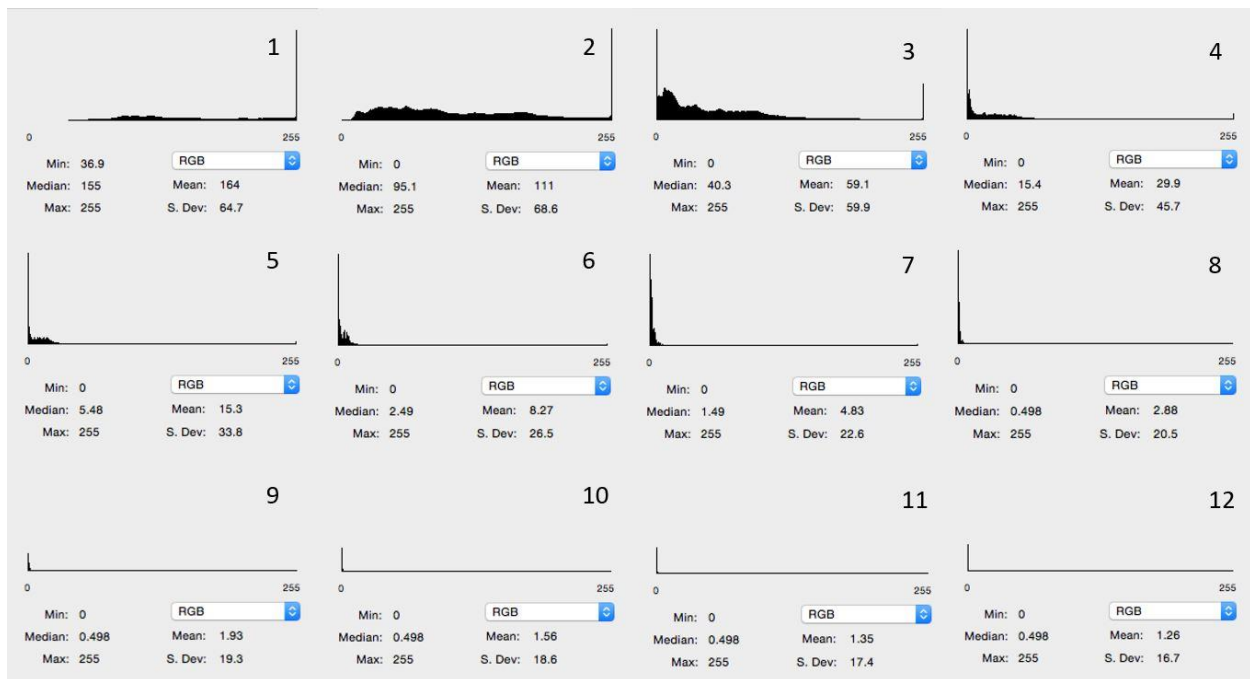 1
0 255
Min: 36.9 RGB
Median: 155 Mean: 164
Max: 255 S. Dev: 64.7
2
0 255
Min: 0 RGB
Median: 95.1 Mean: 111
Max: 255 S. Dev: 68.6
3
0 255
Min: 0 RGB
Median: 40.3 Mean: 59.1
Max: 255 S. Dev: 59.9
4
0 255
Min: 0 RGB
Median: 15.4 Mean: 29.9
Max: 255 S. Dev: 45.7
5
0 255
Min: 0 RGB
Median: 5.48 Mean: 15.3
Max: 255 S. Dev: 33.8
6
0 255
Min: 0 RGB
Median: 2.49 Mean: 8.27
Max: 255 S. Dev: 26.5
7
0 255
Min: 0 RGB
Median: 1.49 Mean: 4.83
Max: 255 S. Dev: 22.6
8
0 255
Min: 0 RGB
Median: 0.498 Mean: 2.88
Max: 255 S. Dev: 20.5
9
0 255
Min: 0 RGB
Median: 0.498 Mean: 1.93
Max: 255 S. Dev: 19.3
10
0 255
Min: 0 RGB
Median: 0.498 Mean: 1.56
Max: 255 S. Dev: 18.6
11
0 255
Min: 0 RGB
Median: 0.498 Mean: 1.35
Max: 255 S. Dev: 17.4
12
0 255
Min: 0 RGB
Median: 0.498 Mean: 1.26
Max: 255 S. Dev: 16.7